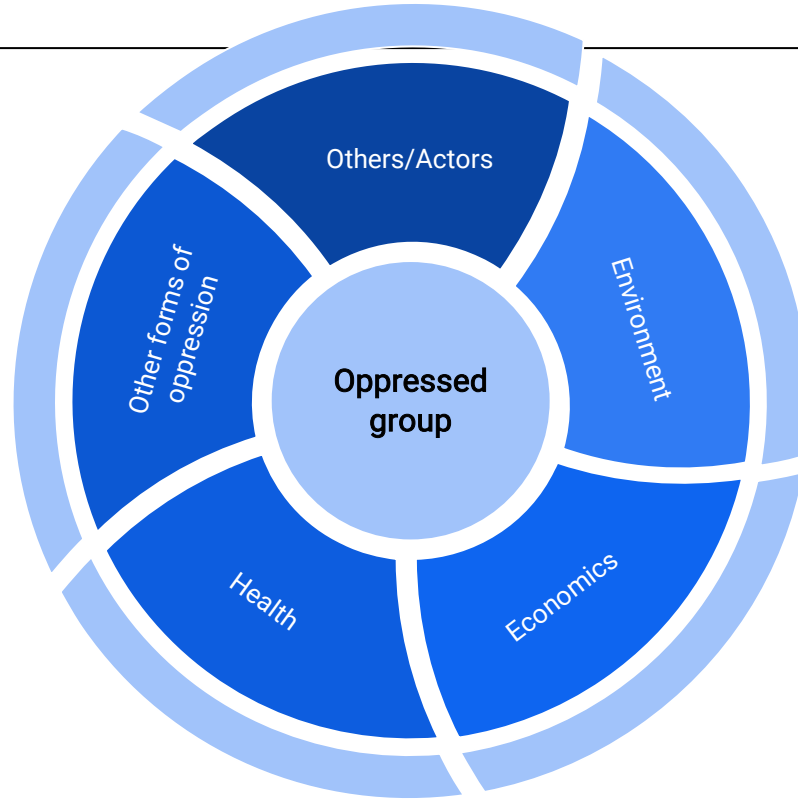 Others/Actors
Environment
Economics
Health
Other forms of
oppression
Oppressed
group